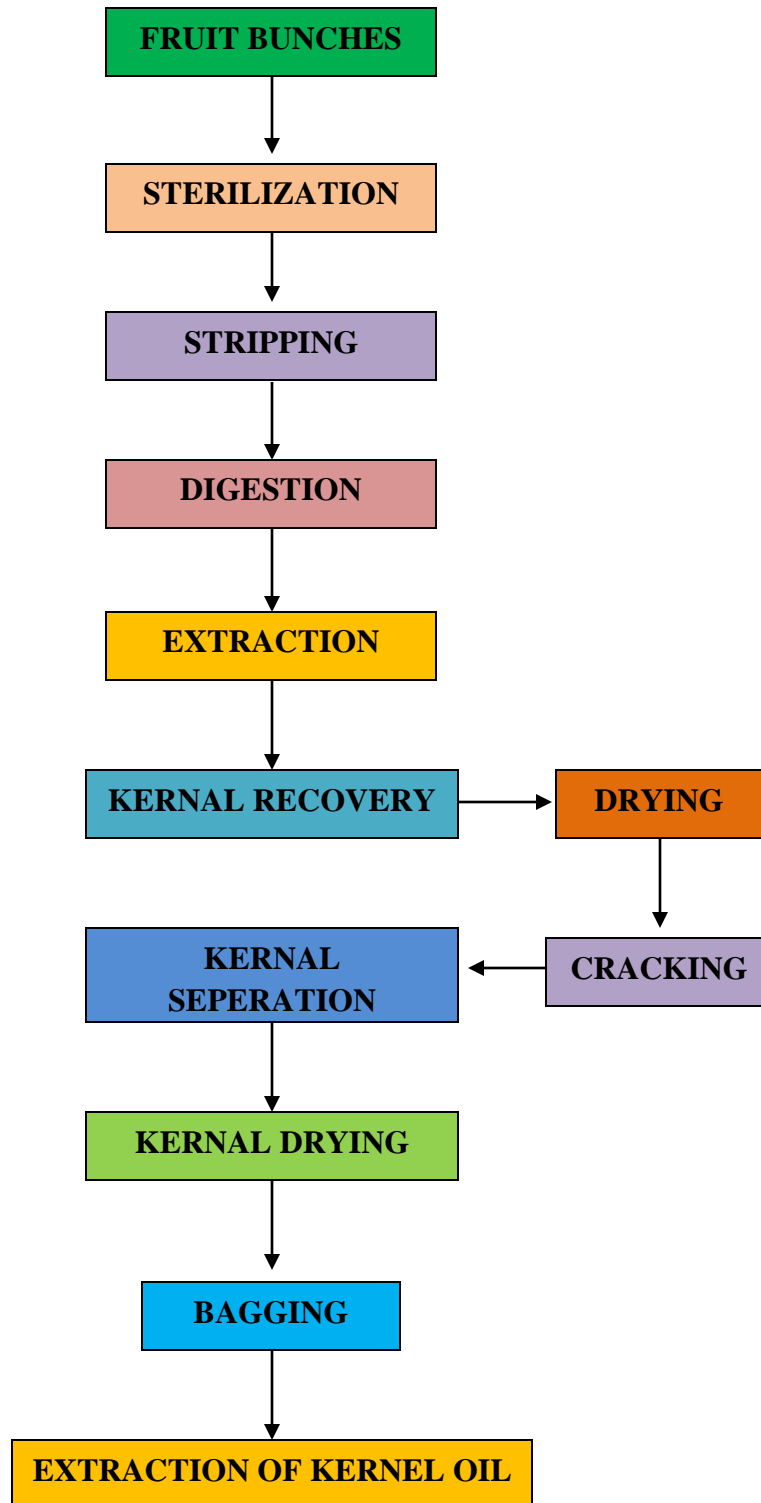 FRUIT BUNCHES
STERILIZATION
STRIPPING
DIGESTION
EXTRACTION
KERNAL RECOVERY
DRYING
CRACKING
KERNAL
SEPERATION
KERNAL DRYING
BAGGING
EXTRACTION OF KERNEL OIL